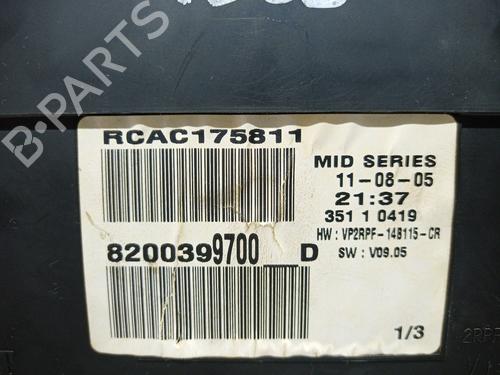 B-PARTS
RCAC175811
MID SERIES
11-08-05
21:37
351 1 0419
HW : VP2RPF-14B115-CR
SW : V09.05
8200399700__D
1/3